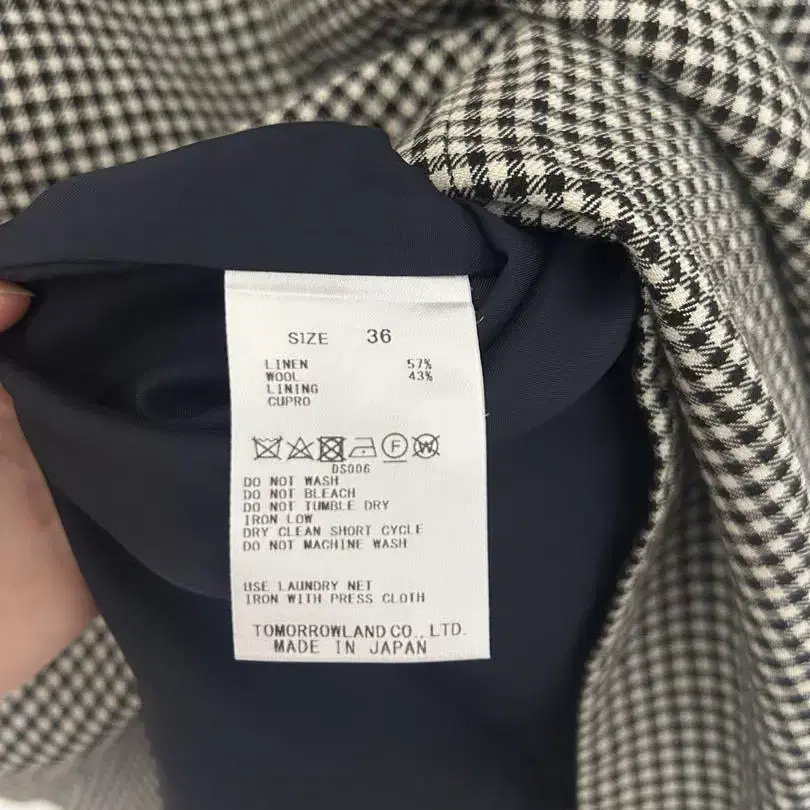 SIZE 36
LINEN 57%
WOOL 43%
LINING
CUPRO
F W
DS006
DO NOT WASH
DO NOT BLEACH
DO NOT TUMBLE DRY
IRON LOW
DRY CLEAN SHORT CYCLE
DO NOT MACHINE WASH
USE LAUNDRY NET
IRON WITH PRESS CLOTH
TOMORROWLAND CO., LTD.
MADE IN JAPAN